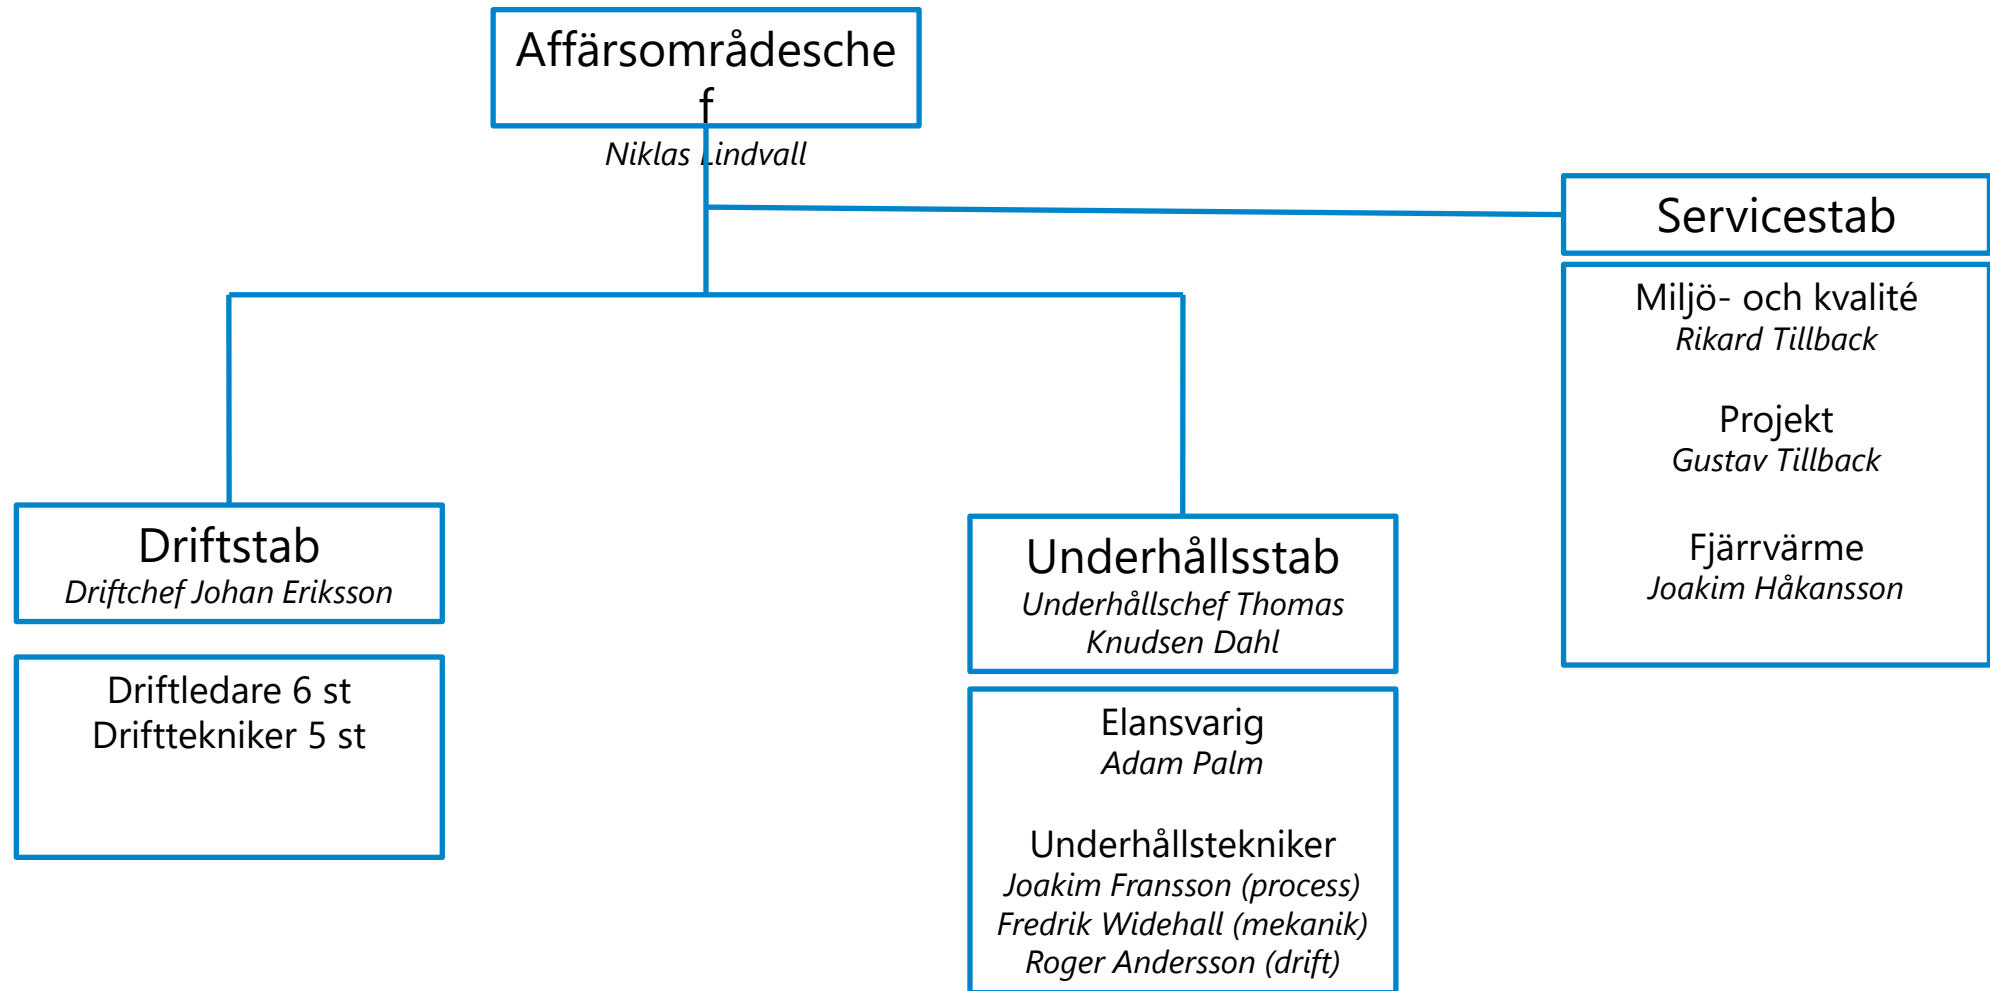 Affärsområdesche
f
Niklas Lindvall
Servicestab
Miljö- och kvalité
Rikard Tillback
Projekt
Gustav Tillback
Fjärrvärme
Joakim Håkansson
Driftstab
Driftchef Johan Eriksson
Driftledare 6 st
Drifttekniker 5 st
Underhållsstab
Underhållschef Thomas
Knudsen Dahl
Elansvarig
Adam Palm
Underhållstekniker
Joakim Fransson (process)
Fredrik Widehall (mekanik)
Roger Andersson (drift)